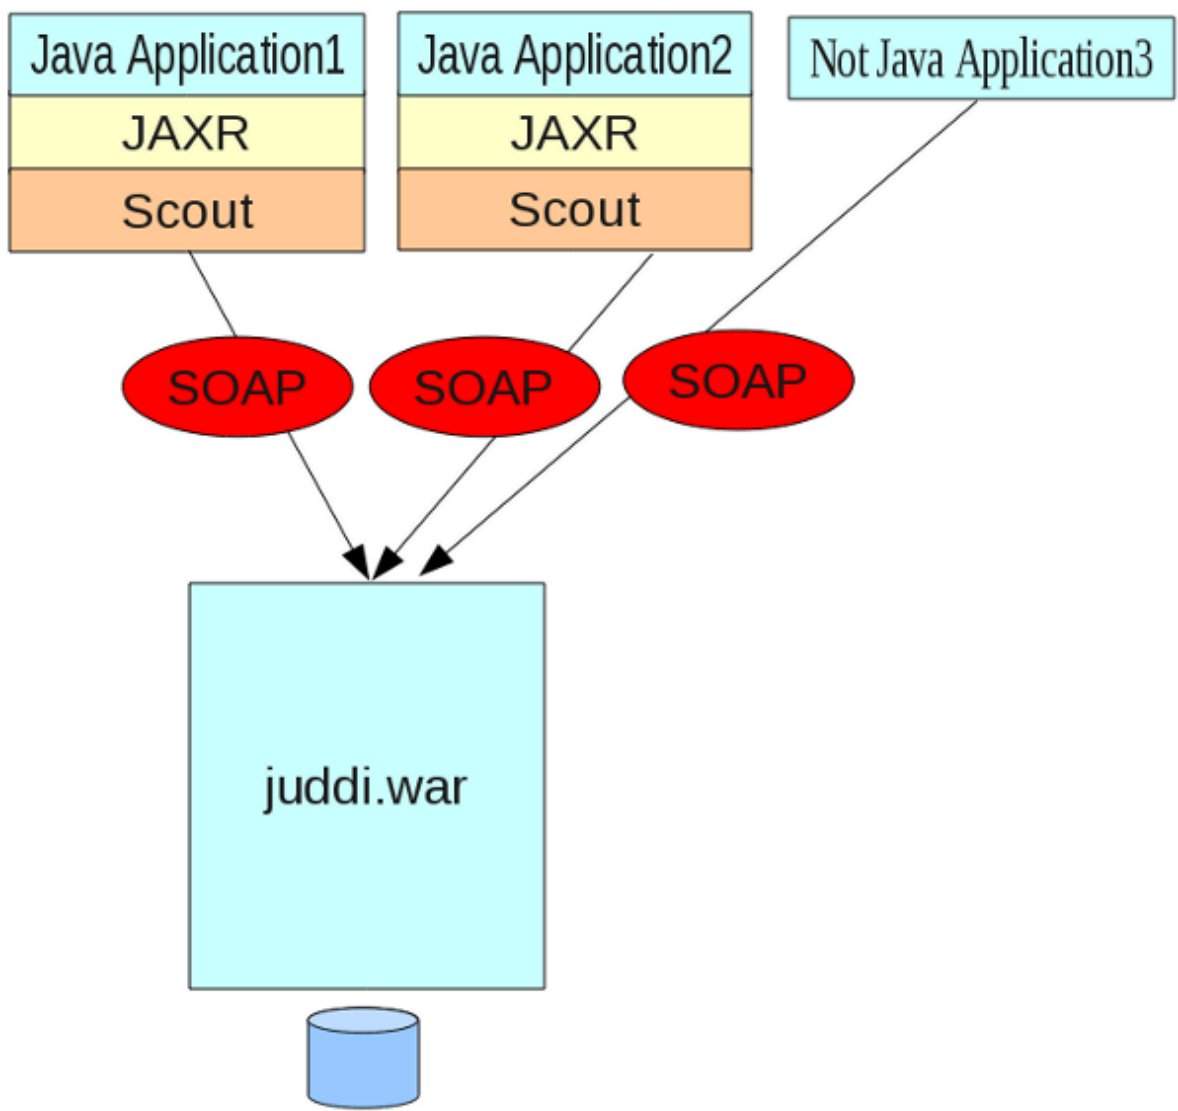 Java Application1
JAXR
Scout
Java Application2
JAXR
Scout
Not Java Application3
SOAP
SOAP
SOAP
juddi.war